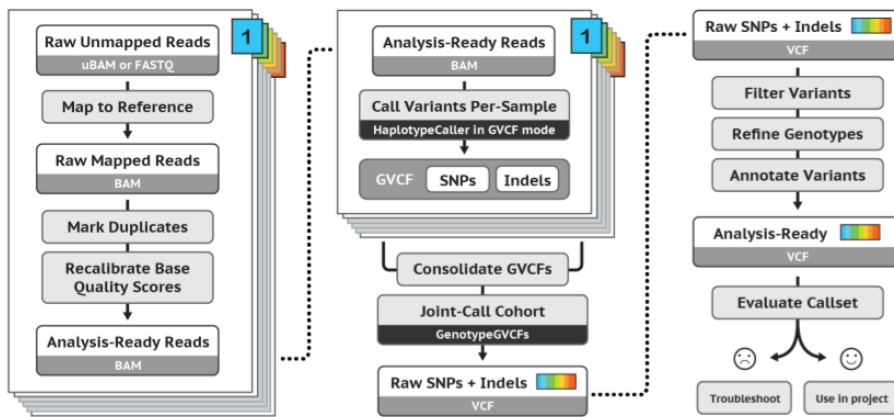 Raw Unmapped Reads
uBAM or FASTQ
1
Map to Reference
Raw Mapped Reads
BAM
Mark Duplicates
Recalibrate Base
Quality Scores
Analysis-Ready Reads
BAM
Analysis-Ready Reads
BAM
1
Call Variants Per-Sample
HaplotypeCaller in GVCF mode
GVCF
SNPs
Indels
Consolidate GVCFs
Joint-Call Cohort
GenotypeGVCFs
Raw SNPs + Indels
VCF
Raw SNPs + Indels
VCF
Filter Variants
Refine Genotypes
Annotate Variants
Analysis-Ready
VCF
Evaluate Callset
Troubleshoot
Use in project